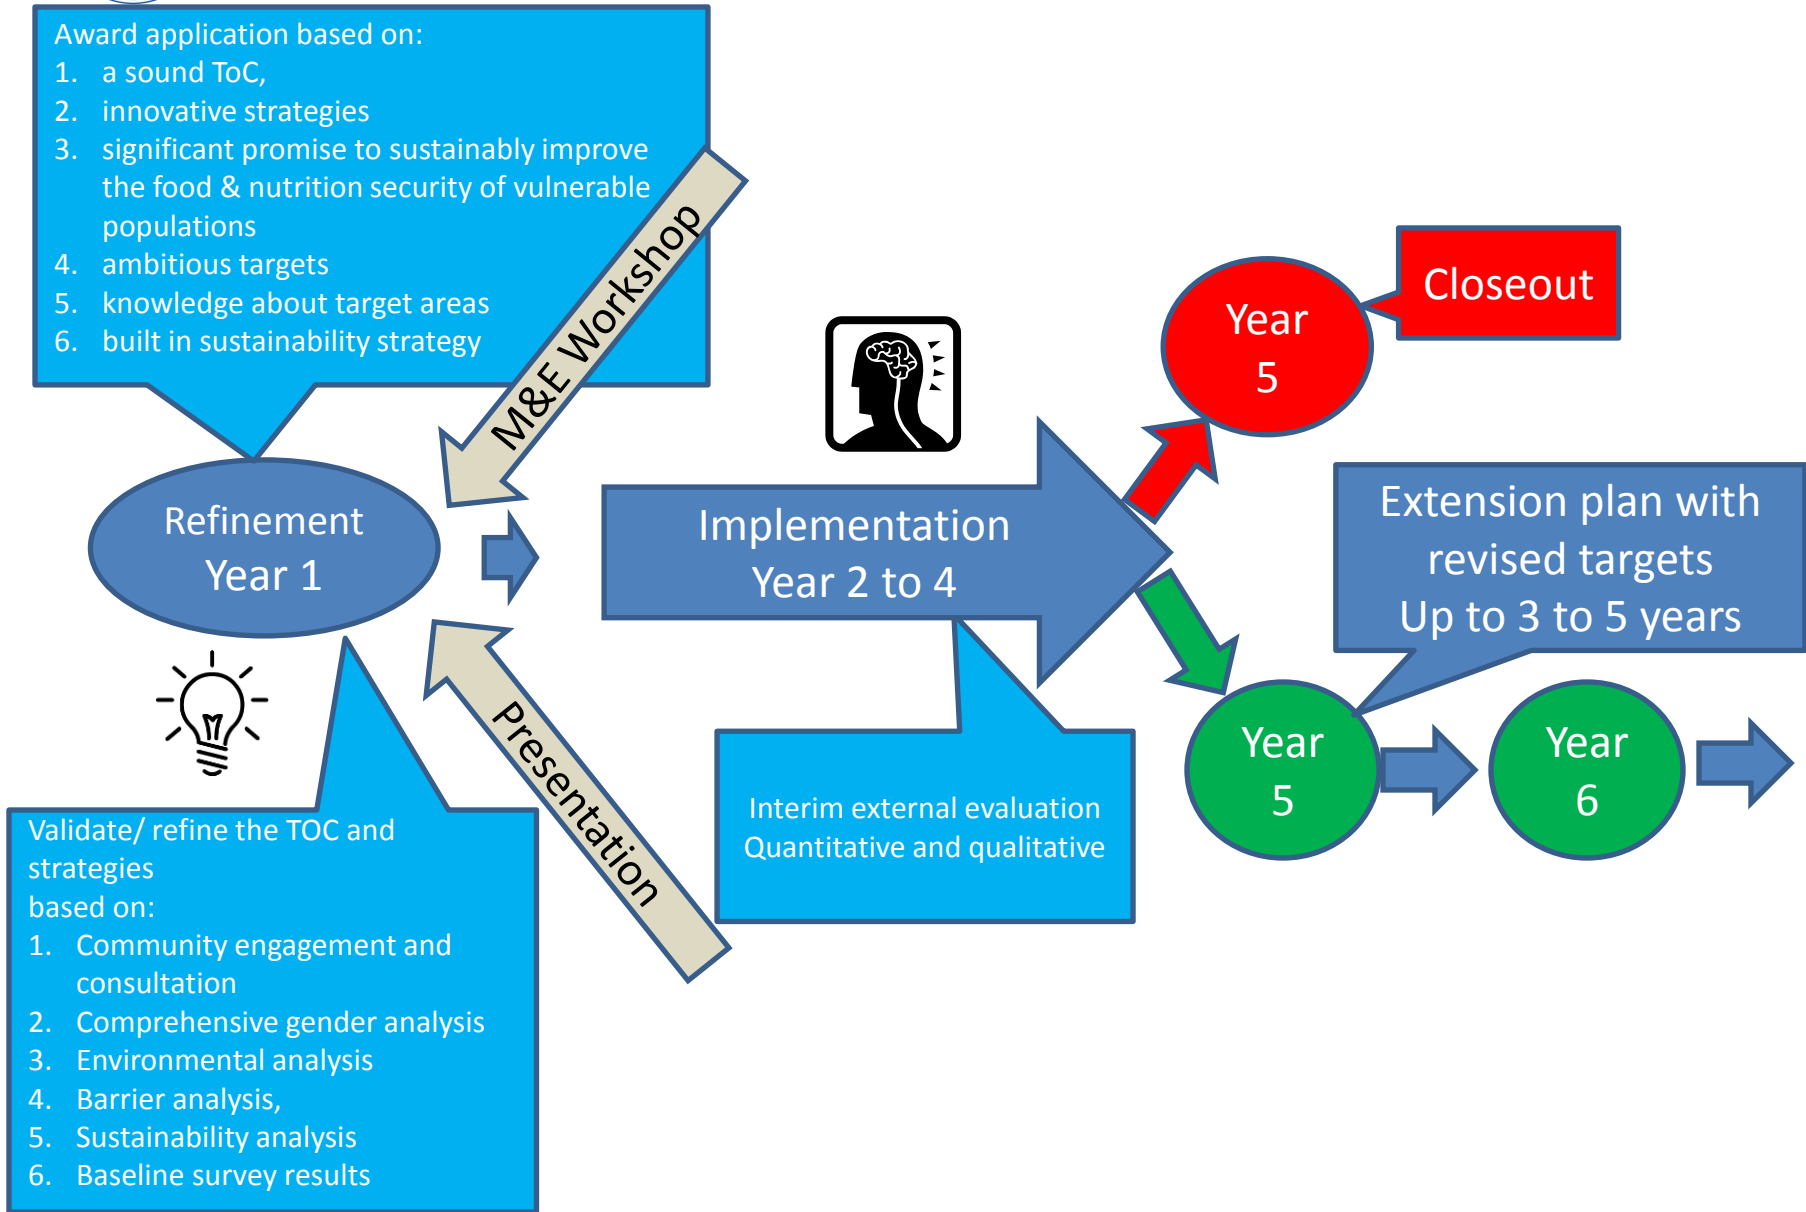 Award application based on:
1. a sound ToC,
2. innovative strategies
3. significant promise to sustainably improve
the food & nutrition security of vulnerable
populations
4. ambitious targets
5. knowledge about target areas
6. built in sustainability strategy
M&E Workshop
Refinement
Year 1
Implementation
Year 2 to 4
Year
5
Closeout
Extension plan with
revised targets
Up to 3 to 5 years
Year
5
Year
6
Presentation
Interim external evaluation
Quantitative and qualitative
Validate/ refine the TOC and
strategies
based on:
1. Community engagement and
consultation
2. Comprehensive gender analysis
3. Environmental analysis
4. Barrier analysis,
5. Sustainability analysis
6. Baseline survey results